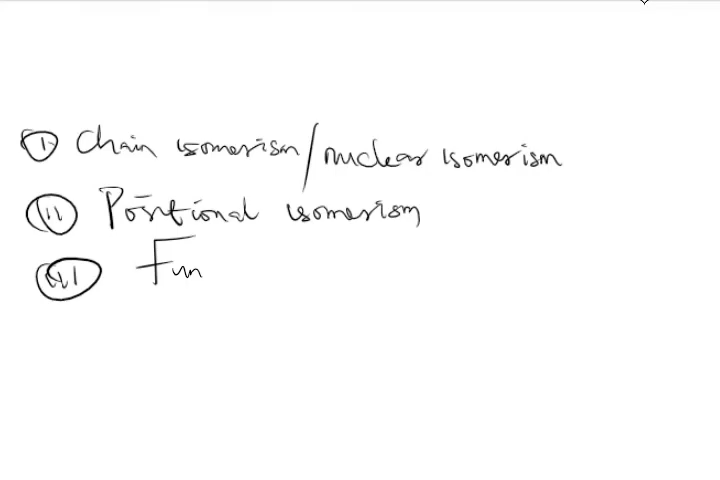 (i) Chain isomerism/nuclear isomerism
(ii) Positional isomerism
(iii) Fun